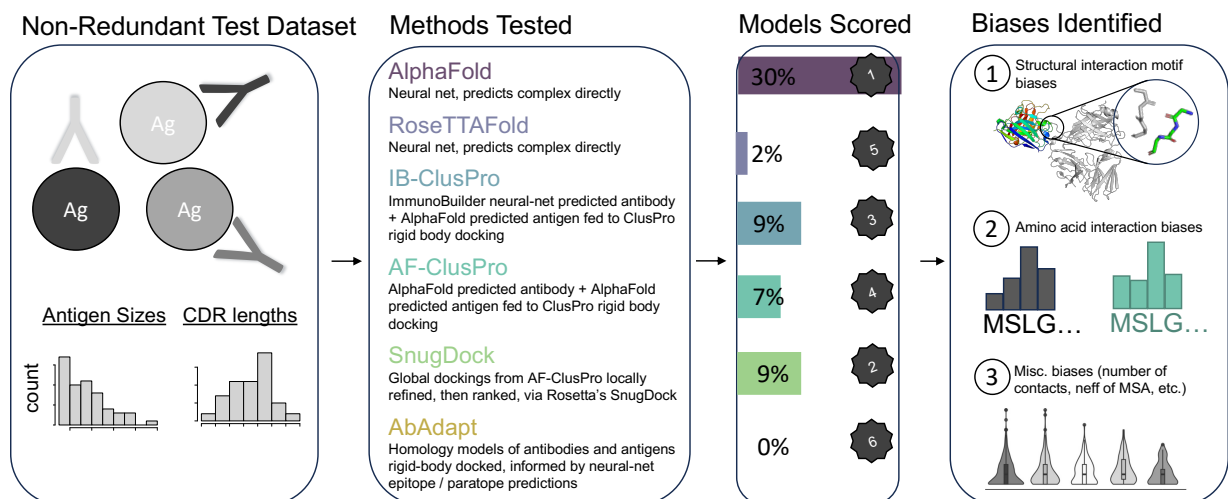 Non-Redundant Test Dataset
Ag
Ag
Ag
Antigen Sizes
CDR lengths
count
Methods Tested
AlphaFold
Neural net, predicts complex directly
RoseTTAFold
Neural net, predicts complex directly
IB-ClusPro
ImmunoBuilder neural-net predicted antibody
+ AlphaFold predicted antigen fed to ClusPro
rigid body docking
AF-ClusPro
AlphaFold predicted antibody + AlphaFold
predicted antigen fed to ClusPro rigid body
docking
SnugDock
Global dockings from AF-ClusPro locally
refined, then ranked, via Rosetta's SnugDock
AbAdapt
Homology models of antibodies and antigens
rigid-body docked, informed by neural-net
epitope / paratope predictions
Models Scored
30%
1
2%
5
9%
3
7%
4
9%
2
0%
6
Biases Identified
1
Structural interaction motif
biases
2
Amino acid interaction biases
MSLG...
MSLG...
3
Misc. biases (number of
contacts, neff of MSA, etc.)